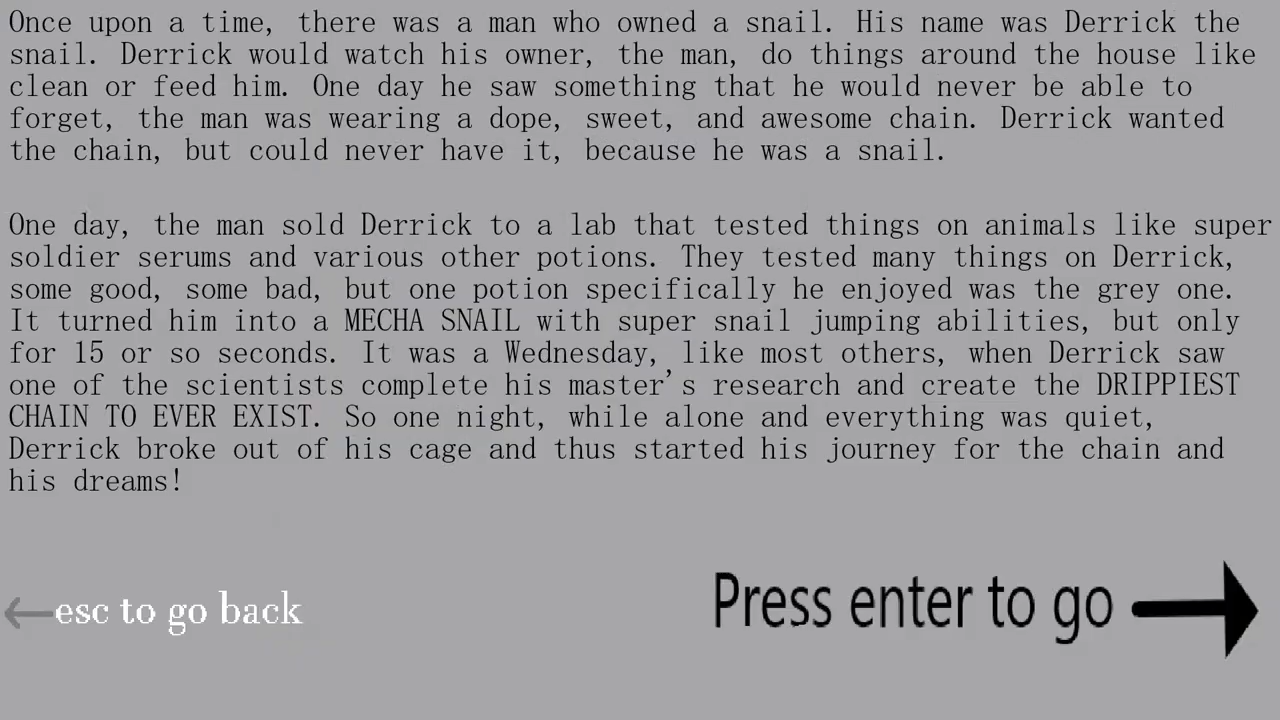 Once upon a time, there was a man who owned a snail. His name was Derrick the
snail. Derrick would watch his owner, the man, do things around the house like
clean or feed him. One day he saw something that he would never be able to
forget, the man was wearing a dope, sweet, and awesome chain. Derrick wanted
the chain, but could never have it, because he was a snail.
One day, the man sold Derrick to a lab that tested things on animals like super
soldier serums and various other potions. They tested many things on Derrick,
some good, some bad, but one potion specifically he enjoyed was the grey one.
It turned him into a MECHA SNAIL with super snail jumping abilities, but only
for 15 or so seconds. It was a Wednesday, like most others, when Derrick saw
one of the scientists complete his master's research and create the DRIPPIEST
CHAIN TO EVER EXIST. So one night, while alone and everything was quiet,
Derrick broke out of his cage and thus started his journey for the chain and
his dreams!
esc to go back
Press enter to go